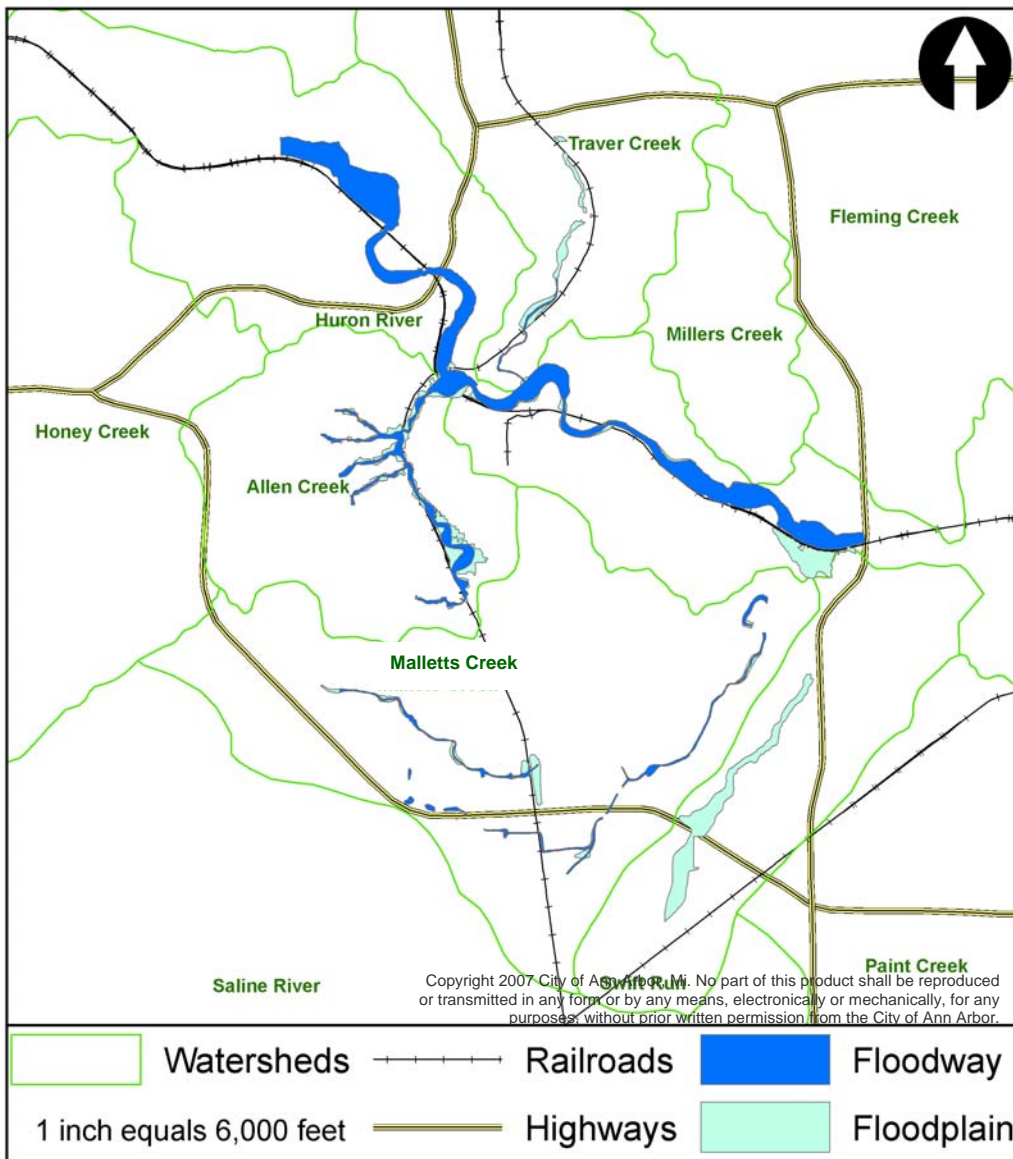 Traver Creek
Fleming Creek
Huron River
Millers Creek
Honey Creek
Allen Creek
Malletts Creek
Paint Creek
Saline River
Swift Run
Copyright 2007 City of Ann Arbor, Mi. No part of this product shall be reproduced
or transmitted in any form or by any means, electronically or mechanically, for any
purposes, without prior written permission from the City of Ann Arbor.
Watersheds
Railroads
Floodway
1 inch equals 6,000 feet
Highways
Floodplain